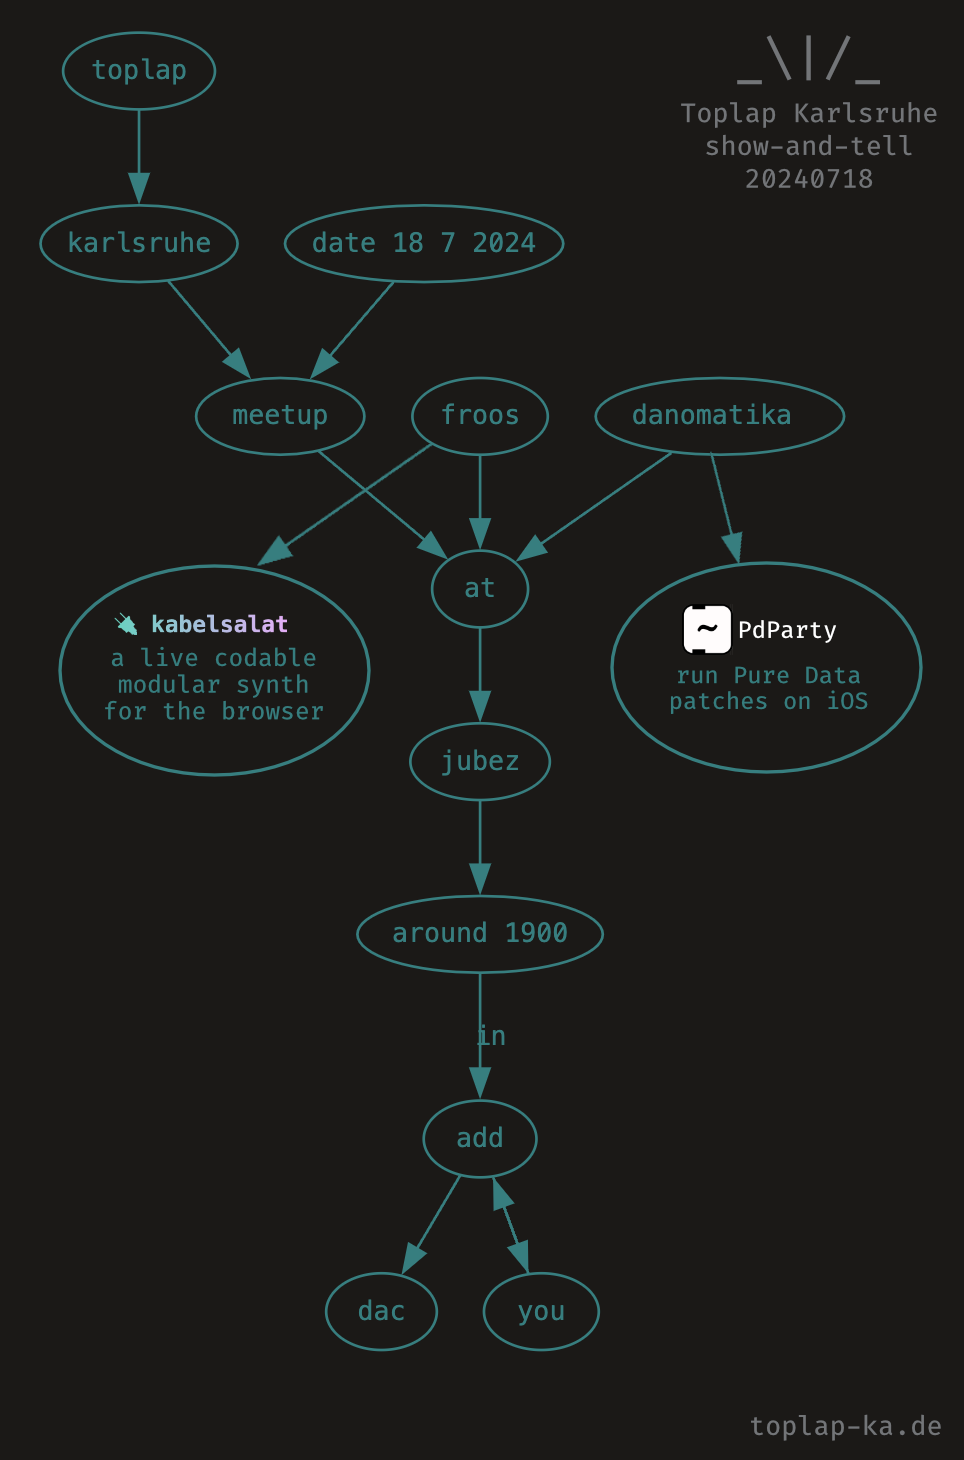 toplap
_\|/_
Toplap Karlsruhe
show-and-tell
20240718
karlsruhe
date 18 7 2024
meetup
froos
danomatika
at
kabelsalat
a live codable
modular synth
for the browser
~ PdParty
run Pure Data
patches on iOS
jubez
around 1900
in
add
dac
you
toplap-ka.de